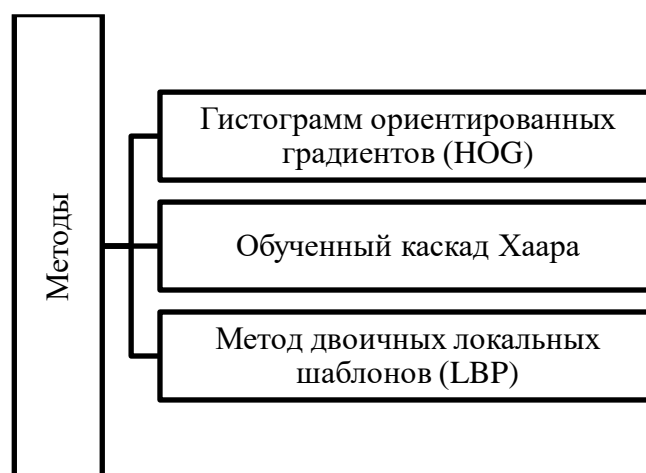 Методы
Гистограмм ориентированных
градиентов (HOG)
Обученный каскад Хаара
Метод двоичных локальных
шаблонов (LBP)